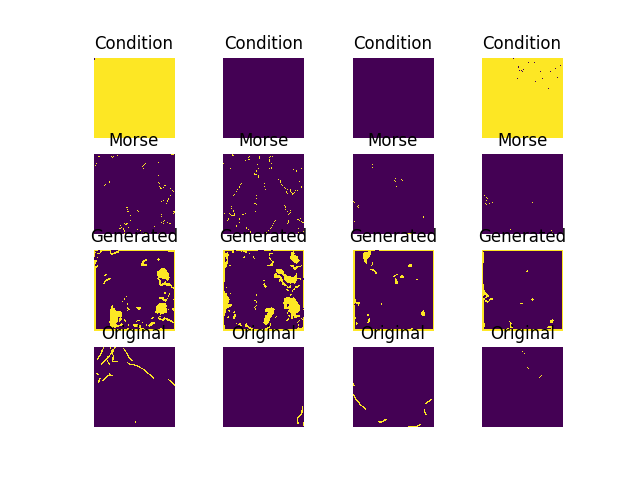 Condition Condition Condition Condition
Morse Morse Morse Morse
Generated Generated Generated Generated
Original Original Original Original